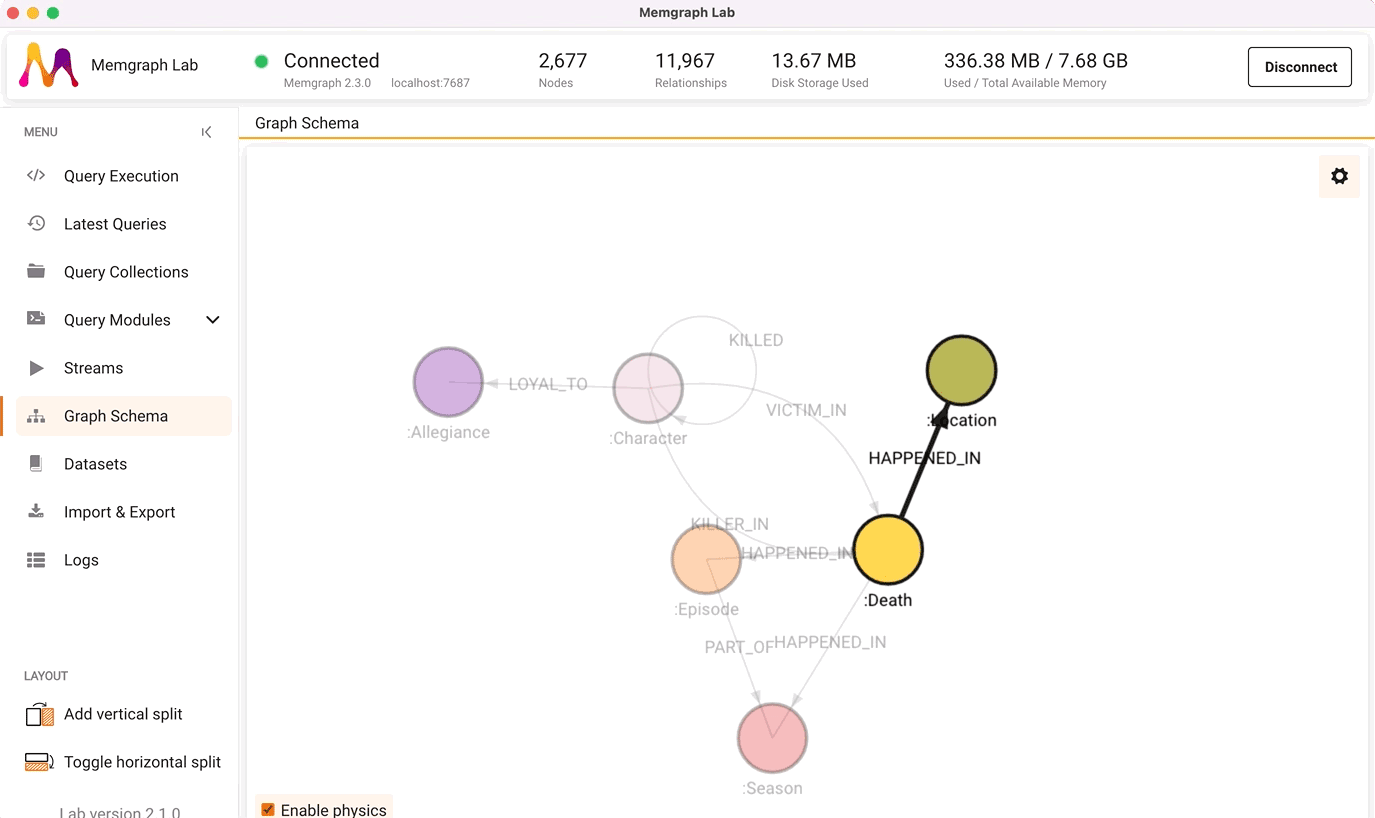 Memgraph Lab
Memgraph Lab
Connected
Memgraph 2.3.0 localhost:7687
2,677
Nodes
11,967
Relationships
13.67 MB
Disk Storage Used
336.38 MB / 7.68 GB
Used / Total Available Memory
Disconnect
MENU
Query Execution
Latest Queries
Query Collections
Query Modules
Streams
Graph Schema
Datasets
Import & Export
Logs
LAYOUT
Add vertical split
Toggle horizontal split
Lab version 2.1.0
Graph Schema
KILLED
LOYAL_TO
VICTIM_IN
:Allegiance
:Character
:Location
HAPPENED_IN
KILLER_IN
HAPPENED_IN
:Episode
:Death
PART_OF
HAPPENED_IN
:Season
Enable physics